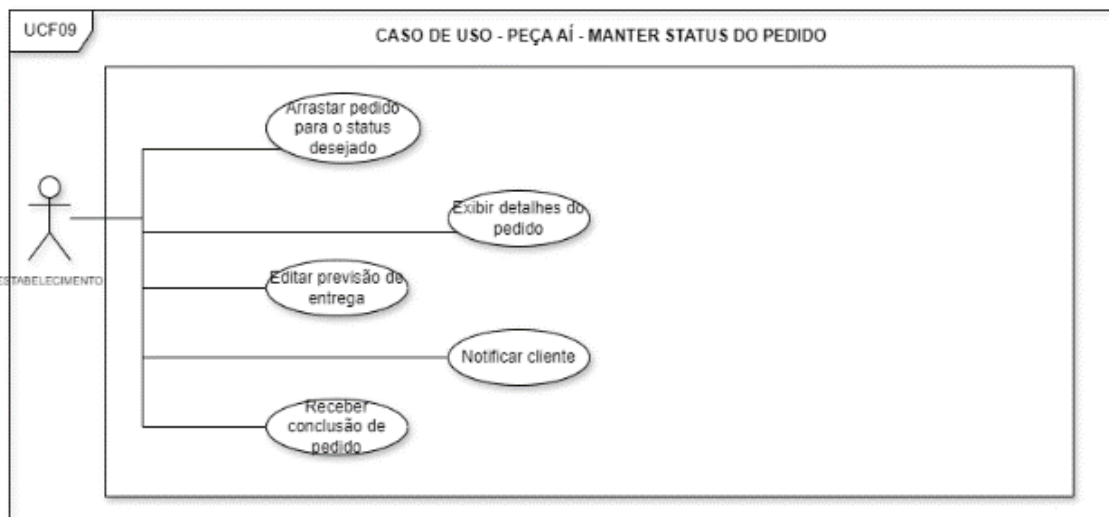 UCF09
CASO DE USO - PEÇA AÍ - MANTER STATUS DO PEDIDO
Arrastar pedido
para o status
desejado
Exibir detalhes do
pedido
ESTABELECIMENTO
Editar previsão de
entrega
Notificar cliente
Receber
conclusão de
pedido